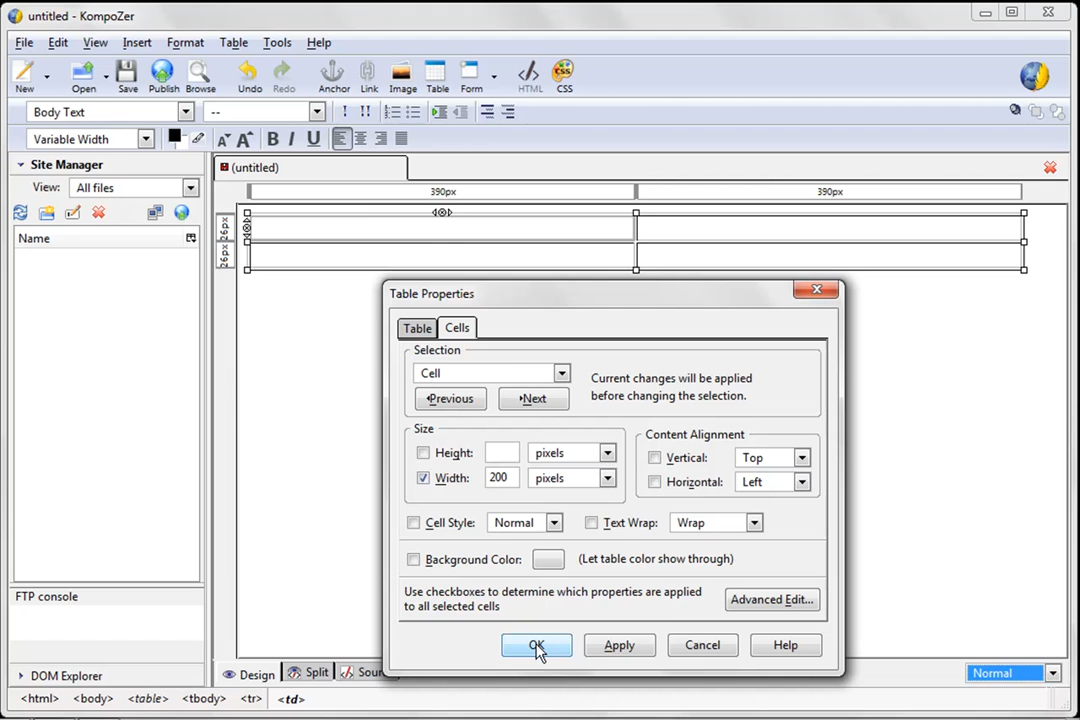 untitled - KompoZer
File Edit View Insert Format Table Tools Help
New Open Save Publish Browse Undo Redo Anchor Link Image Table Form HTML CSS
Body Text --
Variable Width A A B I U
Site Manager (untitled)
View: All files 390px 390px
Name
26px
26px
Table Properties
Table Cells
Selection
Cell
Current changes will be applied
before changing the selection.
Previous Next
Size
Content Alignment
Height: pixels
Vertical: Top
Width: 200 pixels
Horizontal: Left
Cell Style: Normal Text Wrap: Wrap
Background Color: (Let table color show through)
Use checkboxes to determine which properties are applied
to all selected cells
Advanced Edit...
OK Apply Cancel Help
FTP console
DOM Explorer
Design Split Sour
Normal
<html> <body> <table> <tbody> <tr> <td>